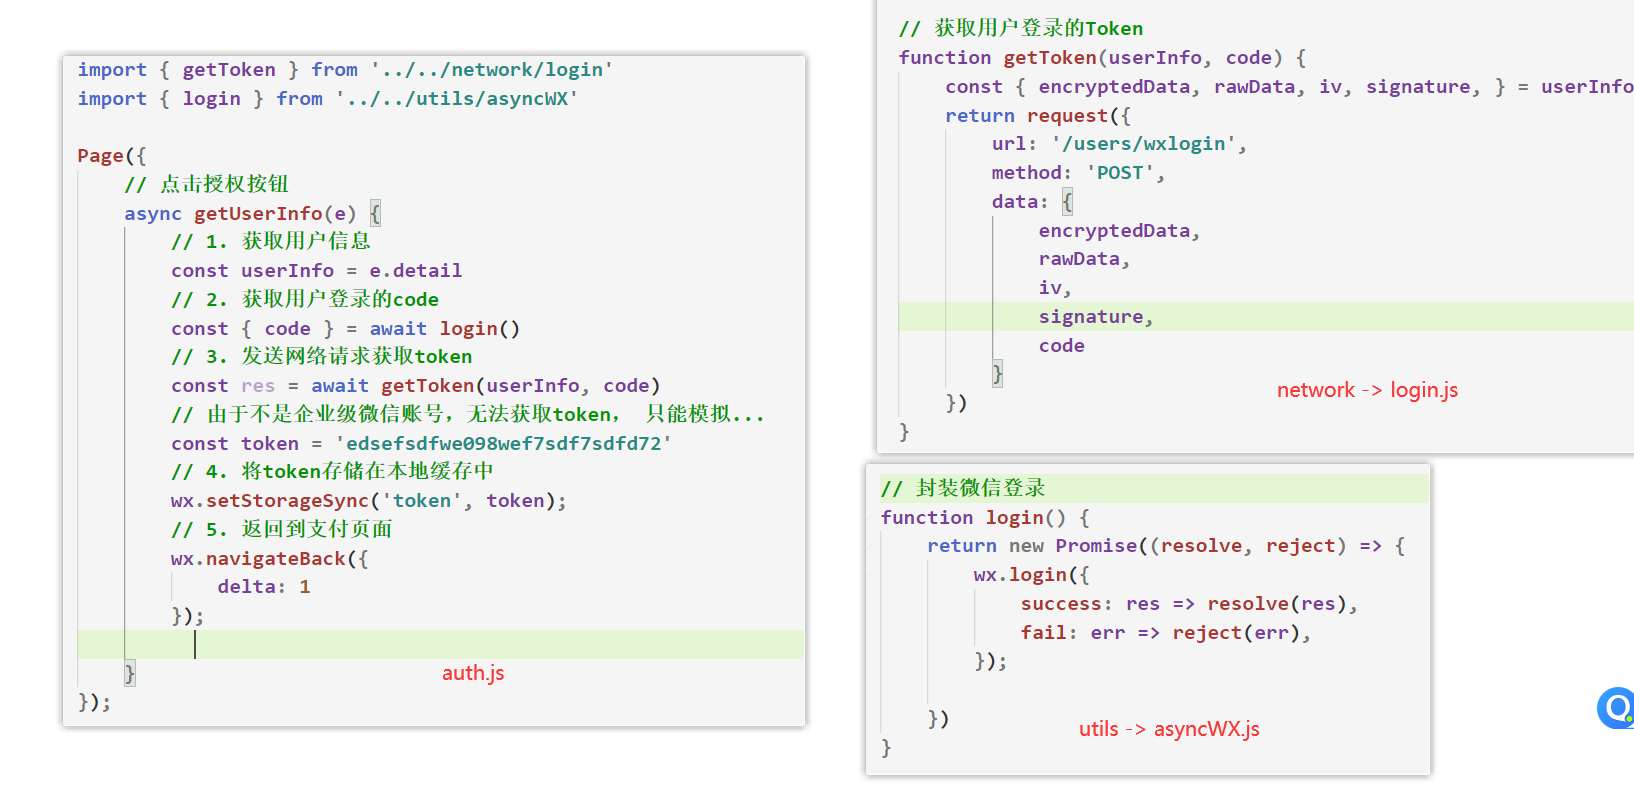 import { getToken } from '../../network/login'
import { login } from '../../utils/asyncWX'
Page({
// 点击授权按钮
async getUserInfo(e) {
// 1. 获取用户信息
const userInfo = e.detail
// 2. 获取用户登录的code
const { code } = await login()
// 3. 发送网络请求获取token
const res = await getToken(userInfo, code)
// 由于不是企业级微信账号，无法获取token， 只能模拟...
const token = 'edsefsdfwe098wef7sdf7sdfd72'
// 4. 将token存储在本地缓存中
wx.setStorageSync('token', token);
// 5. 返回到支付页面
wx.navigateBack({
delta: 1
});
}
});
auth.js
// 获取用户登录的Token
function getToken(userInfo, code) {
const { encryptedData, rawData, iv, signature, } = userInfo
return request({
url: '/users/wxlogin',
method: 'POST',
data: {
encryptedData,
rawData,
iv,
signature,
code
}
})
}
network -> login.js
// 封装微信登录
function login() {
return new Promise((resolve, reject) => {
wx.login({
success: res => resolve(res),
fail: err => reject(err),
});
})
}
utils -> asyncWX.js